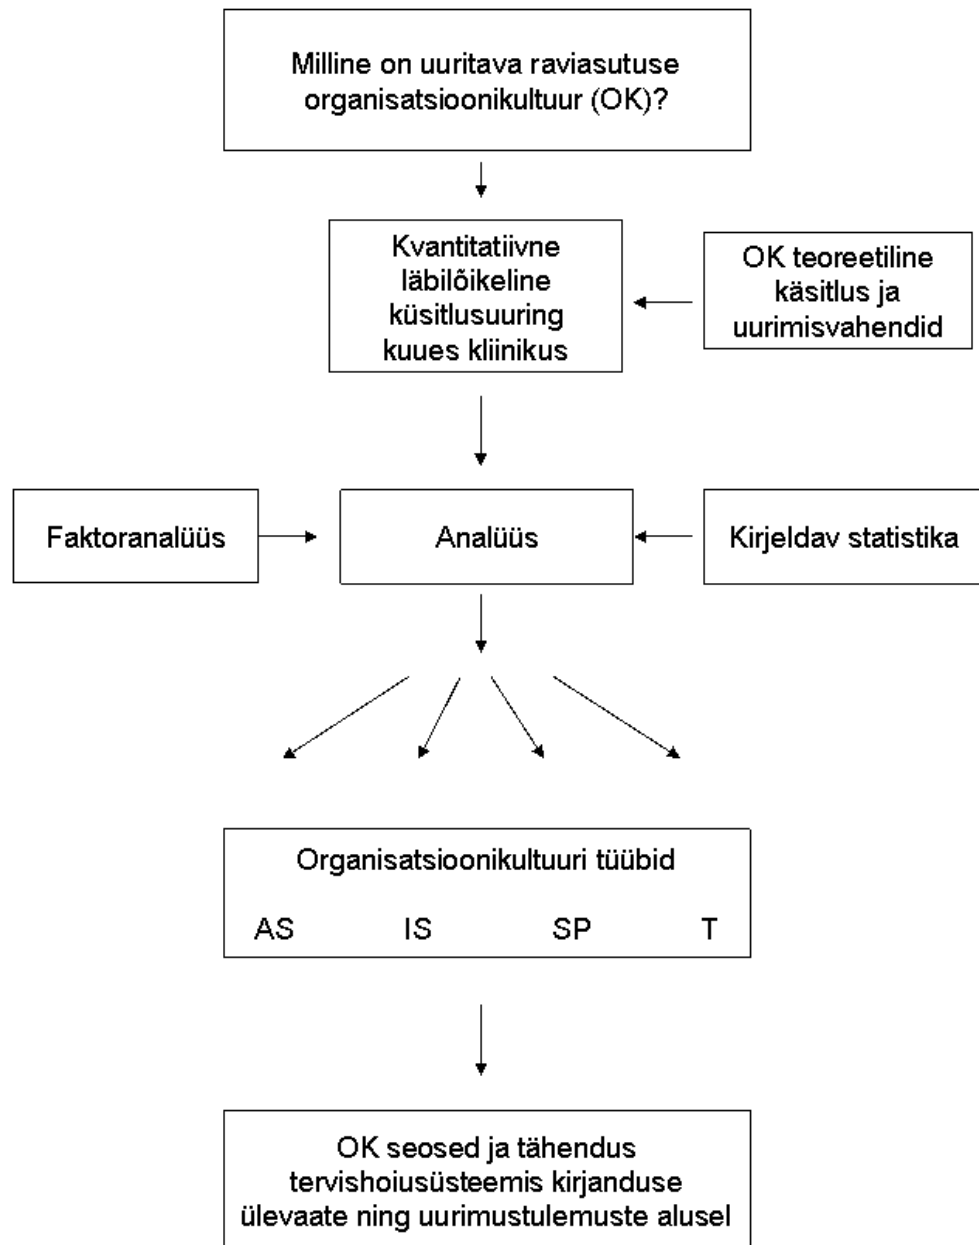 Milline on uuritava raviasutuse
organisatsioonikultuur (OK)?
Kvantitatiivne
läbilõikeline
küsitlusuuring
kuues kliinikus
OK teoreetiline
käsitlus ja
uurimisvahendid
Faktoranalüüs
Analüüs
Kirjeldav statistika
Organisatsioonikultuuri tüübid
AS IS SP T
OK seosed ja tähendus
tervishoiusüsteemis kirjanduse
ülevaate ning uurimustulemuste alusel